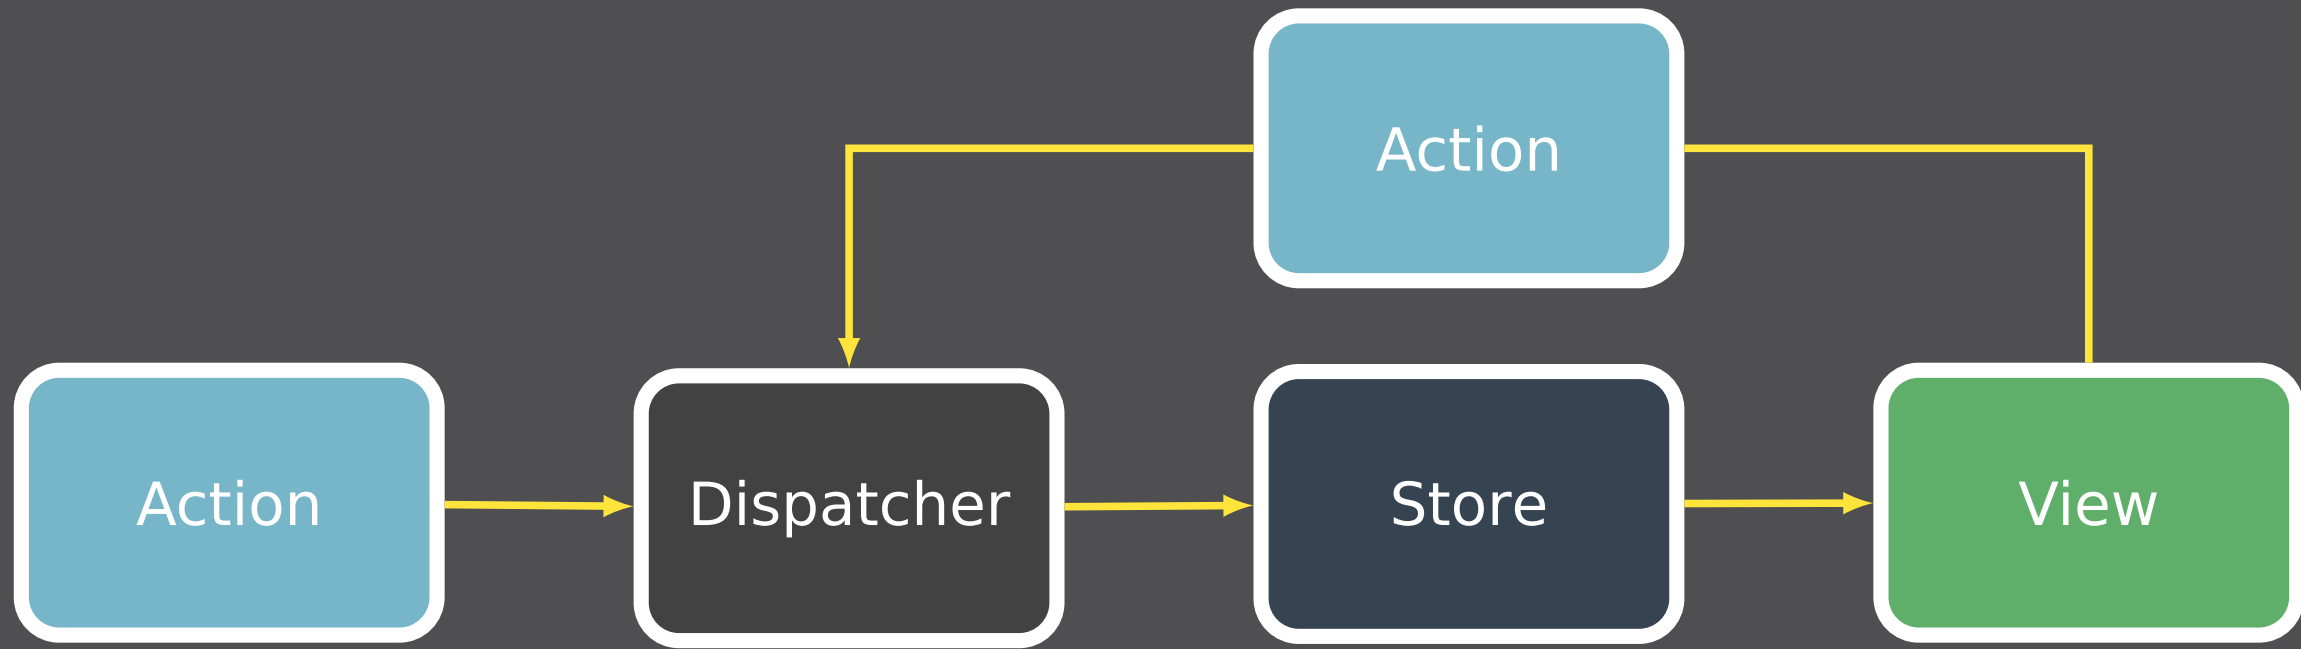 Action
Action
Dispatcher
Store
View